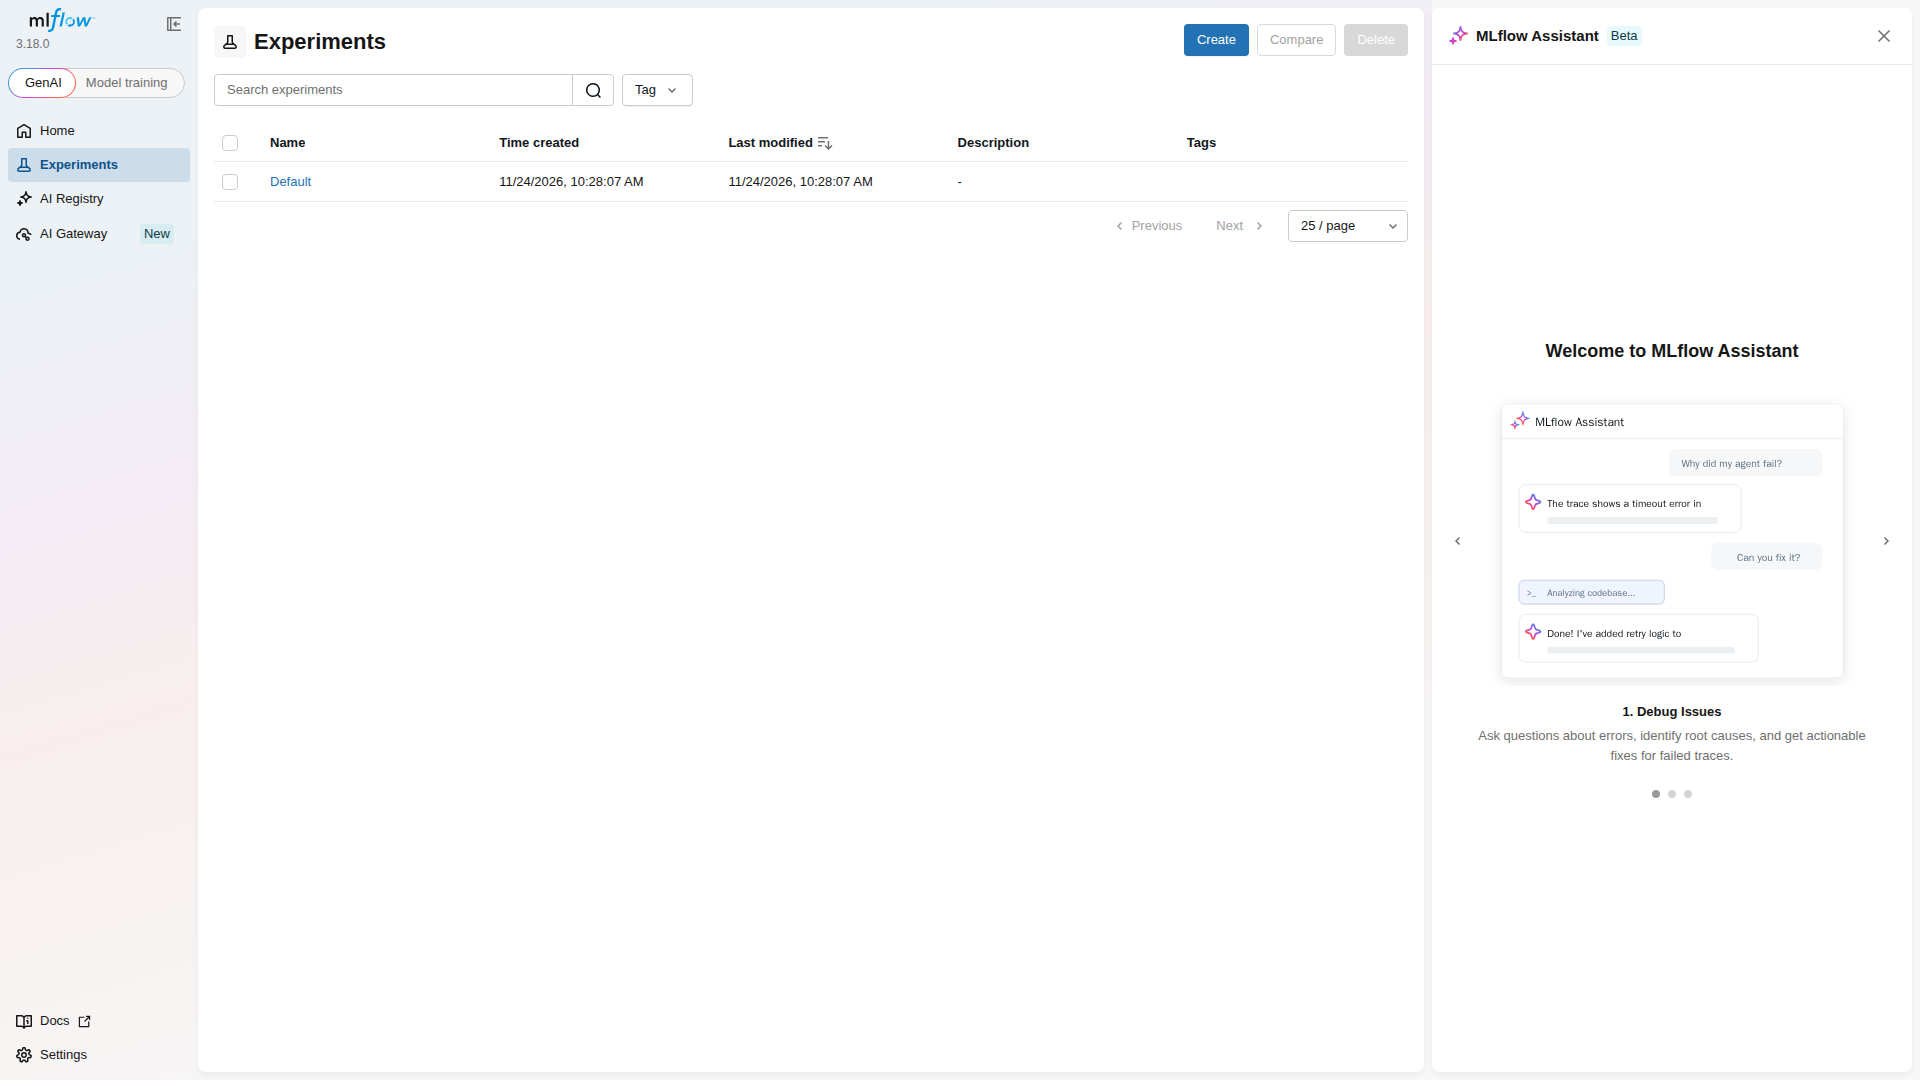 mlflow
3.18.0
GenAI
Model training
Home
Experiments
AI Registry
AI Gateway
New
Docs
Settings
Experiments
Create
Compare
Delete
Search experiments
Tag
Name
Time created
Last modified
Description
Tags
Default
11/24/2026, 10:28:07 AM
11/24/2026, 10:28:07 AM
-
Previous
Next
25 / page
MLflow Assistant
Beta
Welcome to MLflow Assistant
MLflow Assistant
Why did my agent fail?
The trace shows a timeout error in
Can you fix it?
>_ Analyzing codebase...
Done! I've added retry logic to
1. Debug Issues
Ask questions about errors, identify root causes, and get actionable
fixes for failed traces.